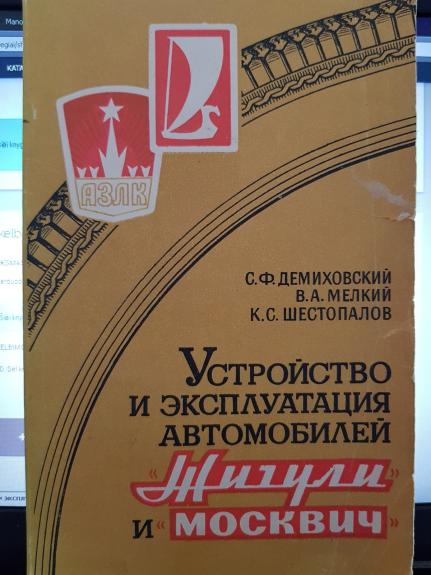 АЗЛК
С.Ф. ДЕМИХОВСКИЙ
В.А. МЕЛКИЙ
К.С. ШЕСТОПАЛОВ
УСТРОЙСТВО
И ЭКСПЛУАТАЦИЯ
АВТОМОБИЛЕЙ
„Жигули“
И „МОСКВИЧ“